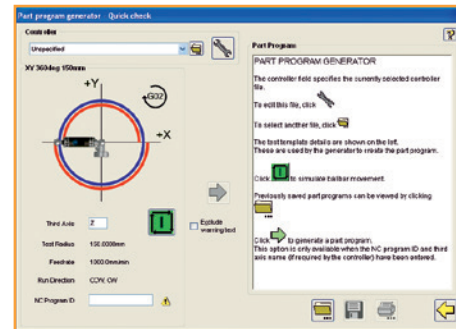 Part program generator Quick check
Controller
Unspecified
XY 360deg 150mm
+Y
G02
+X
Third Axis Z
Exclude
warning text
Test Radius 150.0000mm
Feedrate 1000.0mm/min
Run Direction CCW, CW
NC Program ID
Part Program
PART PROGRAM GENERATOR
The controller field specifies the currently selected controller
file.
To edit this file, click
To select another file, click
The test template details are shown on the left.
These are used by the generator to create the part program.
Click to simulate ballbar movement.
Previously saved part programs can be viewed by clicking
Click to generate a part program.
This option is only available when the NC program ID and third
axis name (if required by the controller) have been entered.